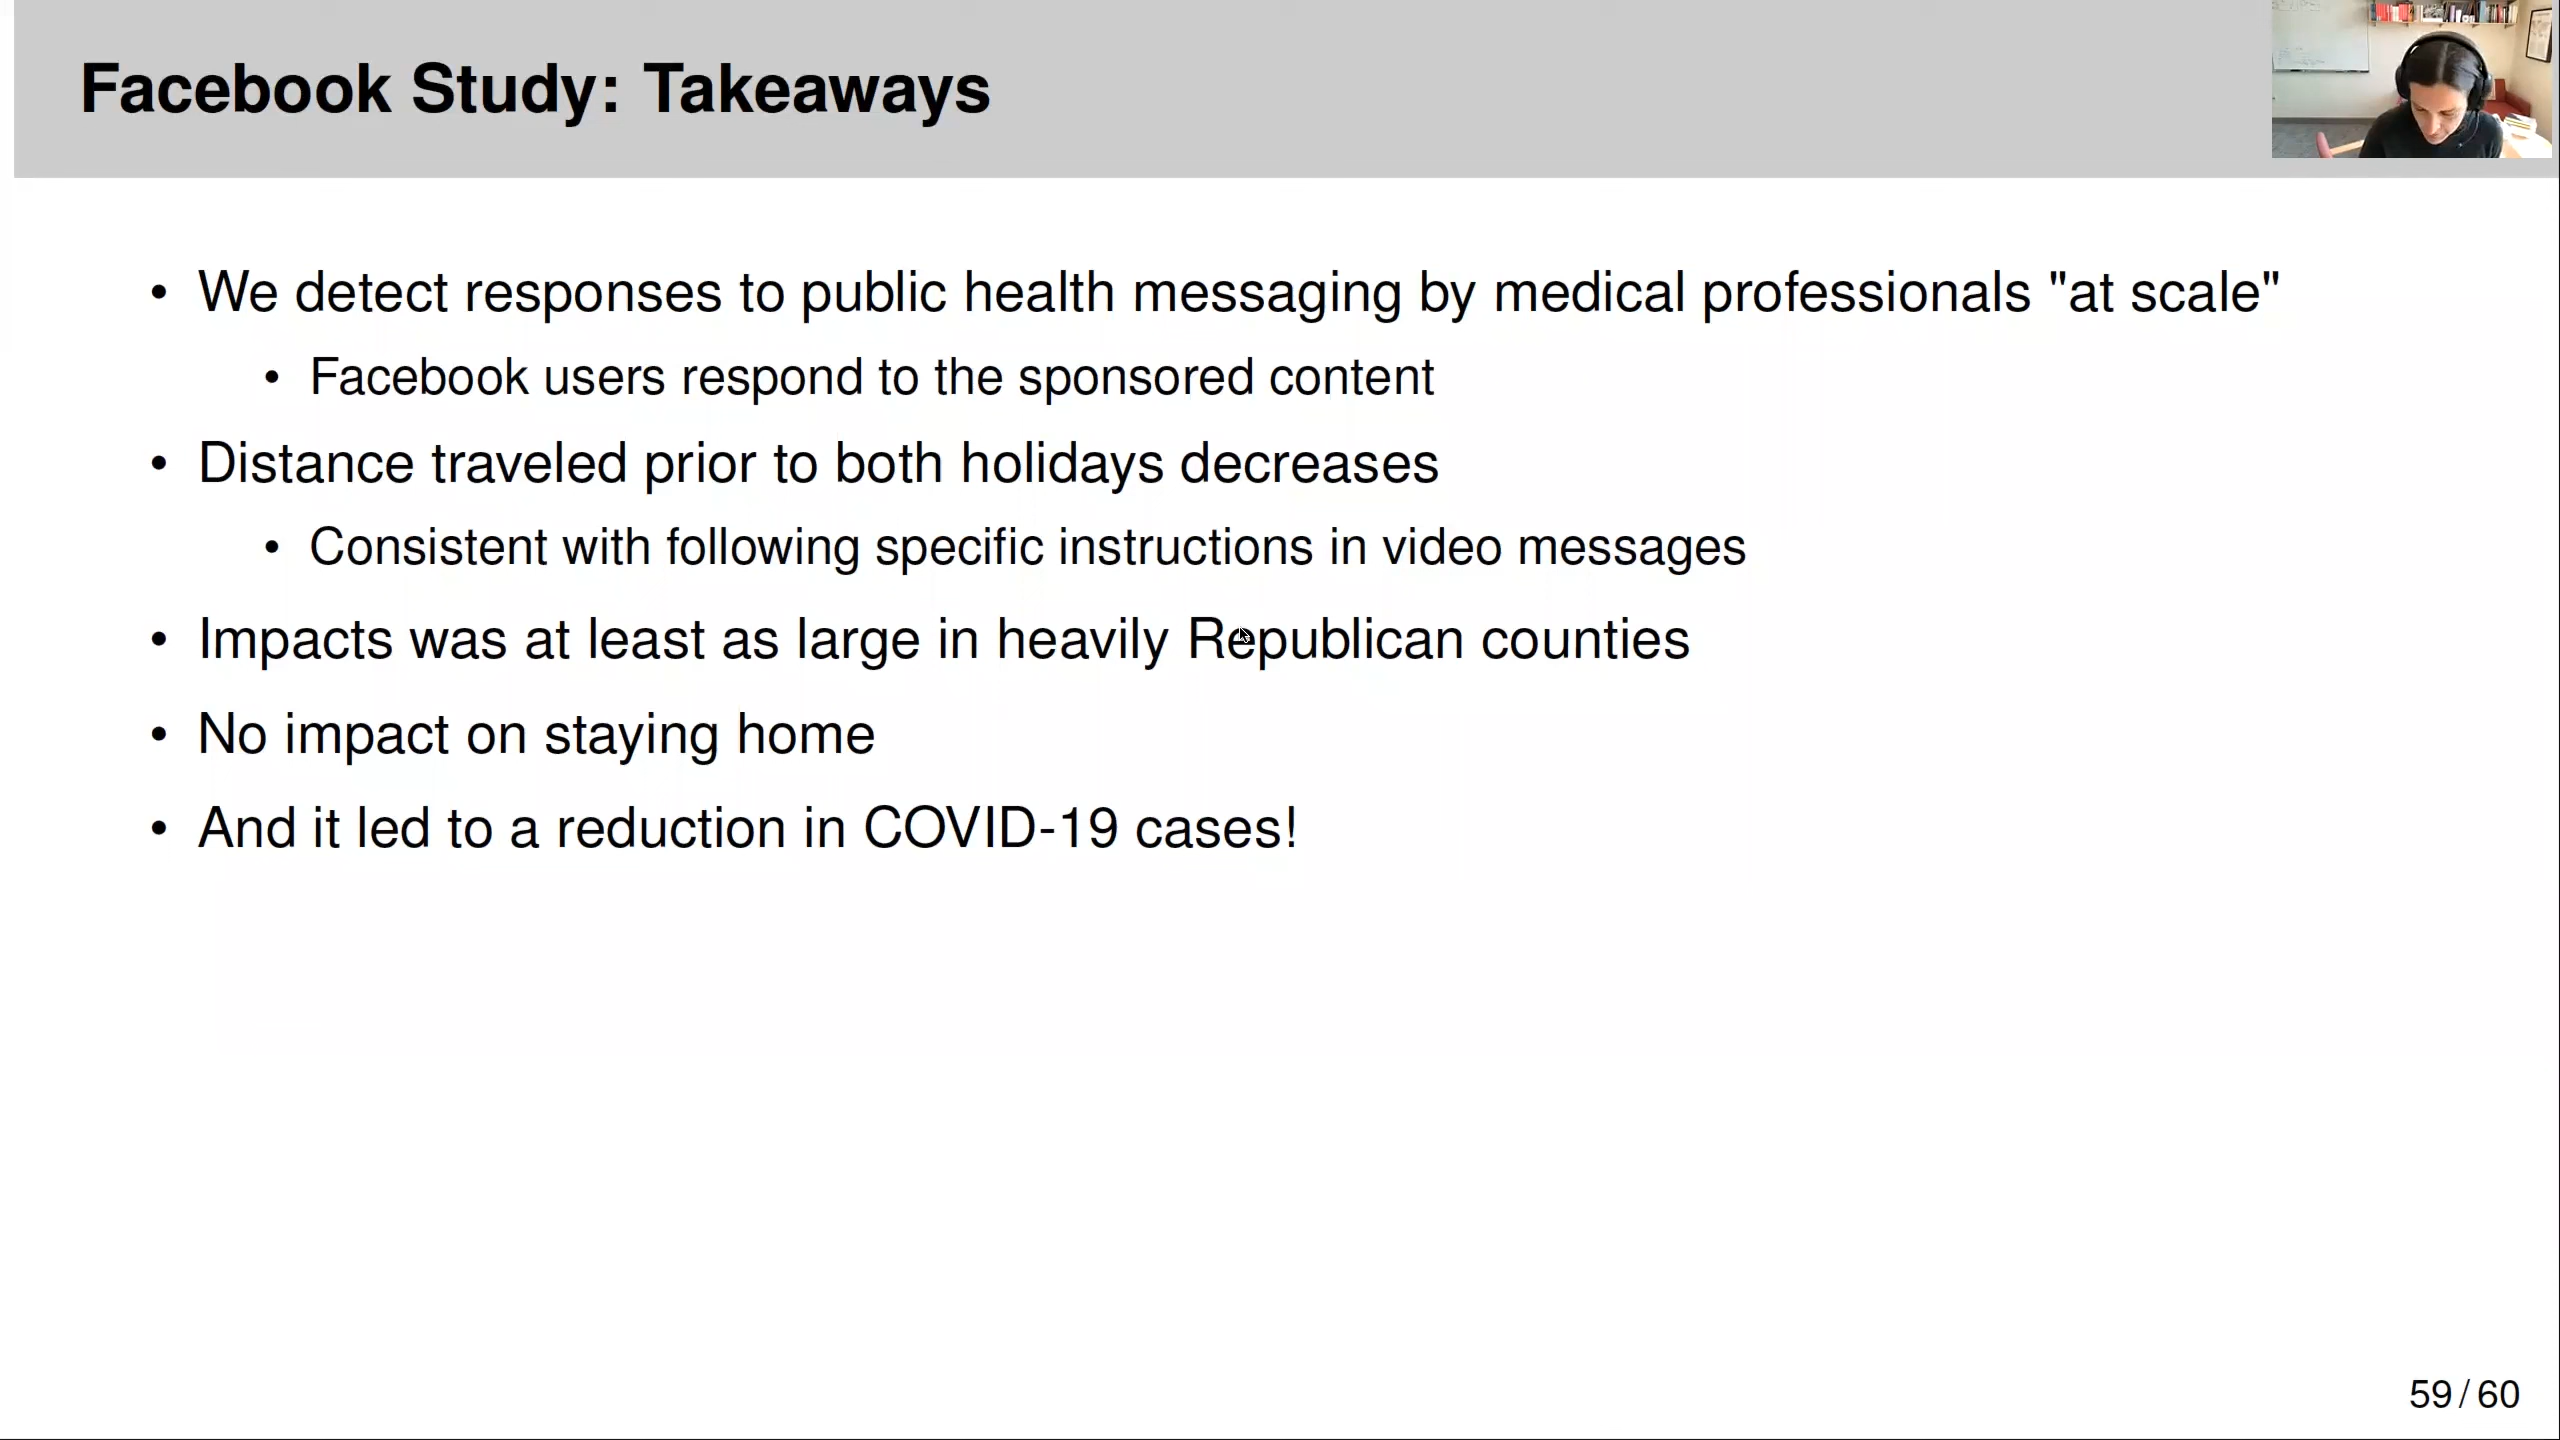 Facebook Study: Takeaways
• We detect responses to public health messaging by medical professionals "at scale"
• Facebook users respond to the sponsored content
• Distance traveled prior to both holidays decreases
• Consistent with following specific instructions in video messages
• Impacts was at least as large in heavily Republican counties
• No impact on staying home
• And it led to a reduction in COVID-19 cases!
59 / 60